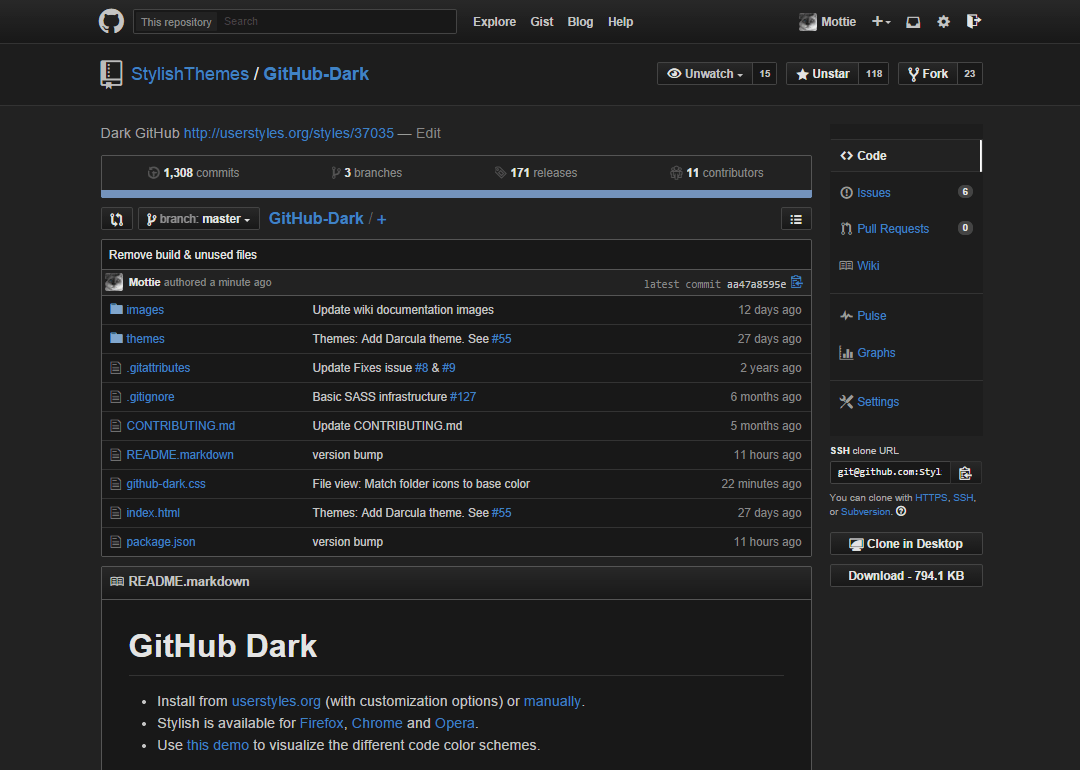 This repository Search Explore Gist Blog Help Mottie
StylishThemes / GitHub-Dark Unwatch 15 Unstar 118 Fork 23
Dark GitHub http://userstyles.org/styles/37035 — Edit
1,308 commits 3 branches 171 releases 11 contributors
branch: master GitHub-Dark / +
Remove build & unused files
Mottie authored a minute ago latest commit aa47a8595e
images Update wiki documentation images 12 days ago
themes Themes: Add Darcula theme. See #55 27 days ago
.gitattributes Update Fixes issue #8 & #9 2 years ago
.gitignore Basic SASS infrastructure #127 6 months ago
CONTRIBUTING.md Update CONTRIBUTING.md 5 months ago
README.markdown version bump 11 hours ago
github-dark.css File view: Match folder icons to base color 22 minutes ago
index.html Themes: Add Darcula theme. See #55 27 days ago
package.json version bump 11 hours ago
README.markdown
GitHub Dark
• Install from userstyles.org (with customization options) or manually.
• Stylish is available for Firefox, Chrome and Opera.
• Use this demo to visualize the different code color schemes.
Code
Issues 6
Pull Requests 0
Wiki
Pulse
Graphs
Settings
SSH clone URL
git@github.com:Styl
You can clone with HTTPS, SSH,
or Subversion.
Clone in Desktop
Download - 794.1 KB